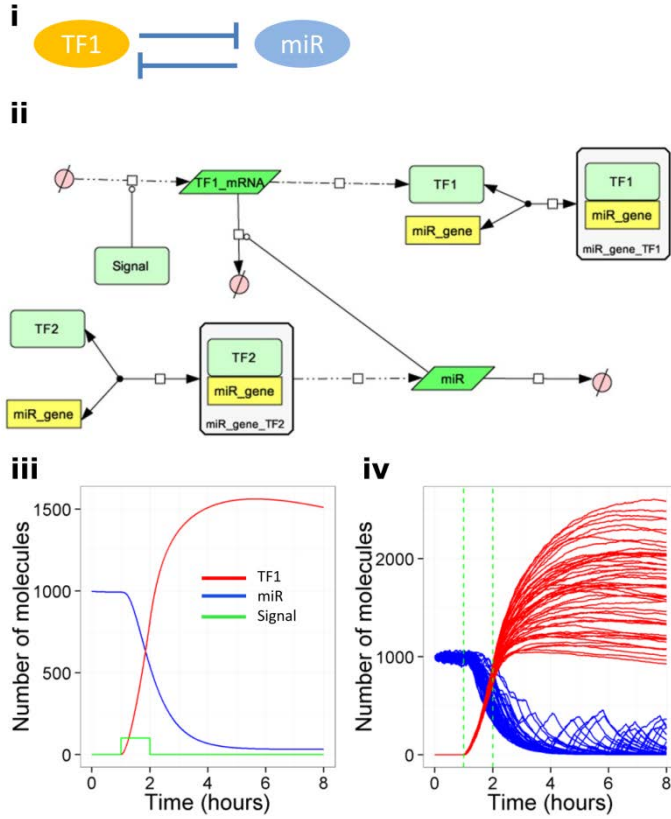 i
TF1 miR
ii
TF1_mRNA TF1 TF1
miR_gene miR_gene
miR_gene_TF1
Signal
TF2 TF2
miR_gene miR
miR_gene
miR_gene_TF2
iii
Number of molecules
1500
1000
500
0
TF1
miR
Signal
0 2 4 6 8
Time (hours)
iv
Number of molecules
2000
1000
0
0 2 4 6 8
Time (hours)